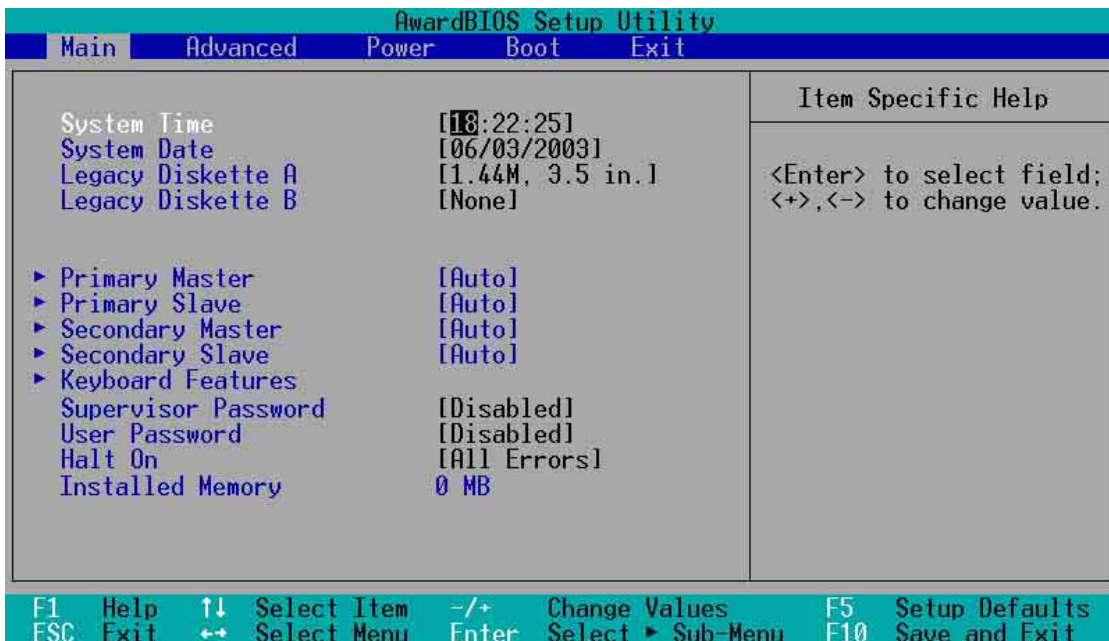 AwardBIOS Setup Utility
Main Advanced Power Boot Exit
Item Specific Help
System Time [18:22:25]
System Date [06/03/2003]
Legacy Diskette A [1.44M, 3.5 in.]
Legacy Diskette B [None]
<Enter> to select field;
<+>,<-> to change value.
▶ Primary Master [Auto]
▶ Primary Slave [Auto]
▶ Secondary Master [Auto]
▶ Secondary Slave [Auto]
▶ Keyboard Features
Supervisor Password [Disabled]
User Password [Disabled]
Halt On [All Errors]
Installed Memory 0 MB
F1 Help ↑↓ Select Item -/+ Change Values F5 Setup Defaults
ESC Exit ←→ Select Menu Enter Select ▶ Sub-Menu F10 Save and Exit